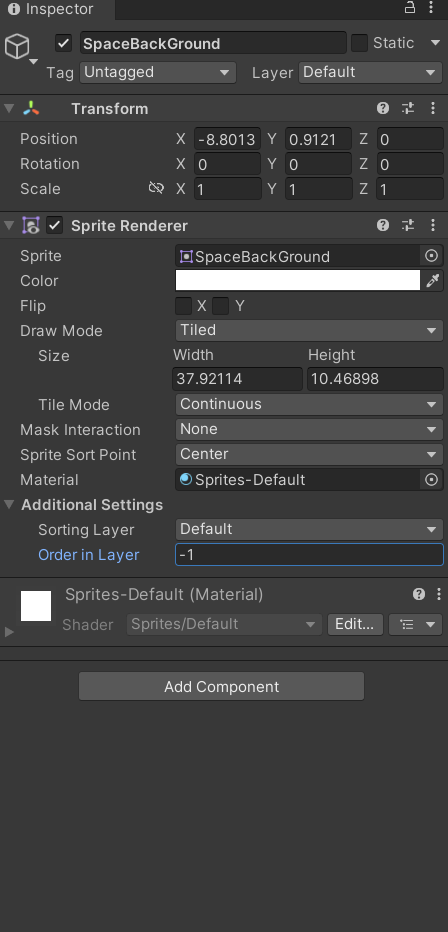 Inspector
SpaceBackGround Static
Tag Untagged Layer Default
Transform
Position X -8.8013 Y 0.9121 Z 0
Rotation X 0 Y 0 Z 0
Scale X 1 Y 1 Z 1
Sprite Renderer
Sprite SpaceBackGround
Color
Flip X Y
Draw Mode Tiled
Size Width Height
37.92114 10.46898
Tile Mode Continuous
Mask Interaction None
Sprite Sort Point Center
Material Sprites-Default
Additional Settings
Sorting Layer Default
Order in Layer -1
Sprites-Default (Material)
Shader Sprites/Default Edit...
Add Component